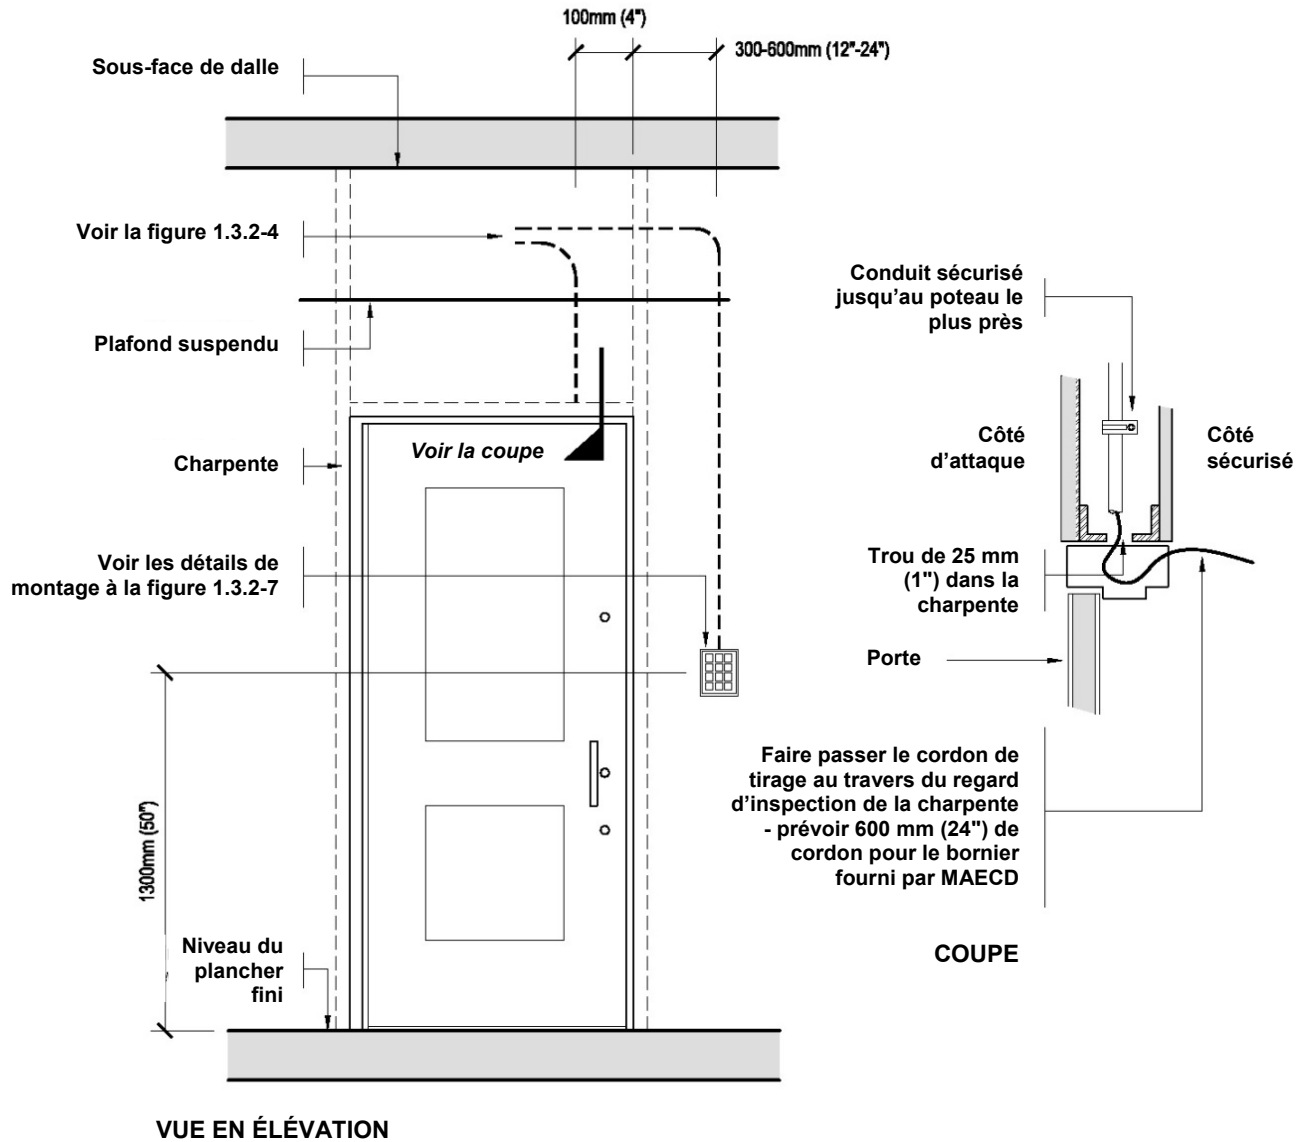 100mm (4")
300-600mm (12"-24")
Sous-face de dalle
Voir la figure 1.3.2-4
Plafond suspendu
Charpente
Voir la coupe
Voir les détails de
montage à la figure 1.3.2-7
1300mm (50")
Niveau du
plancher
fini
VUE EN ÉLÉVATION
Conduit sécurisé
jusqu'au poteau le
plus près
Côté
d'attaque
Côté
sécurisé
Trou de 25 mm
(1") dans la
charpente
Porte
Faire passer le cordon de
tirage au travers du regard
d'inspection de la charpente
- prévoir 600 mm (24") de
cordon pour le bornier
fourni par MAECD
COUPE